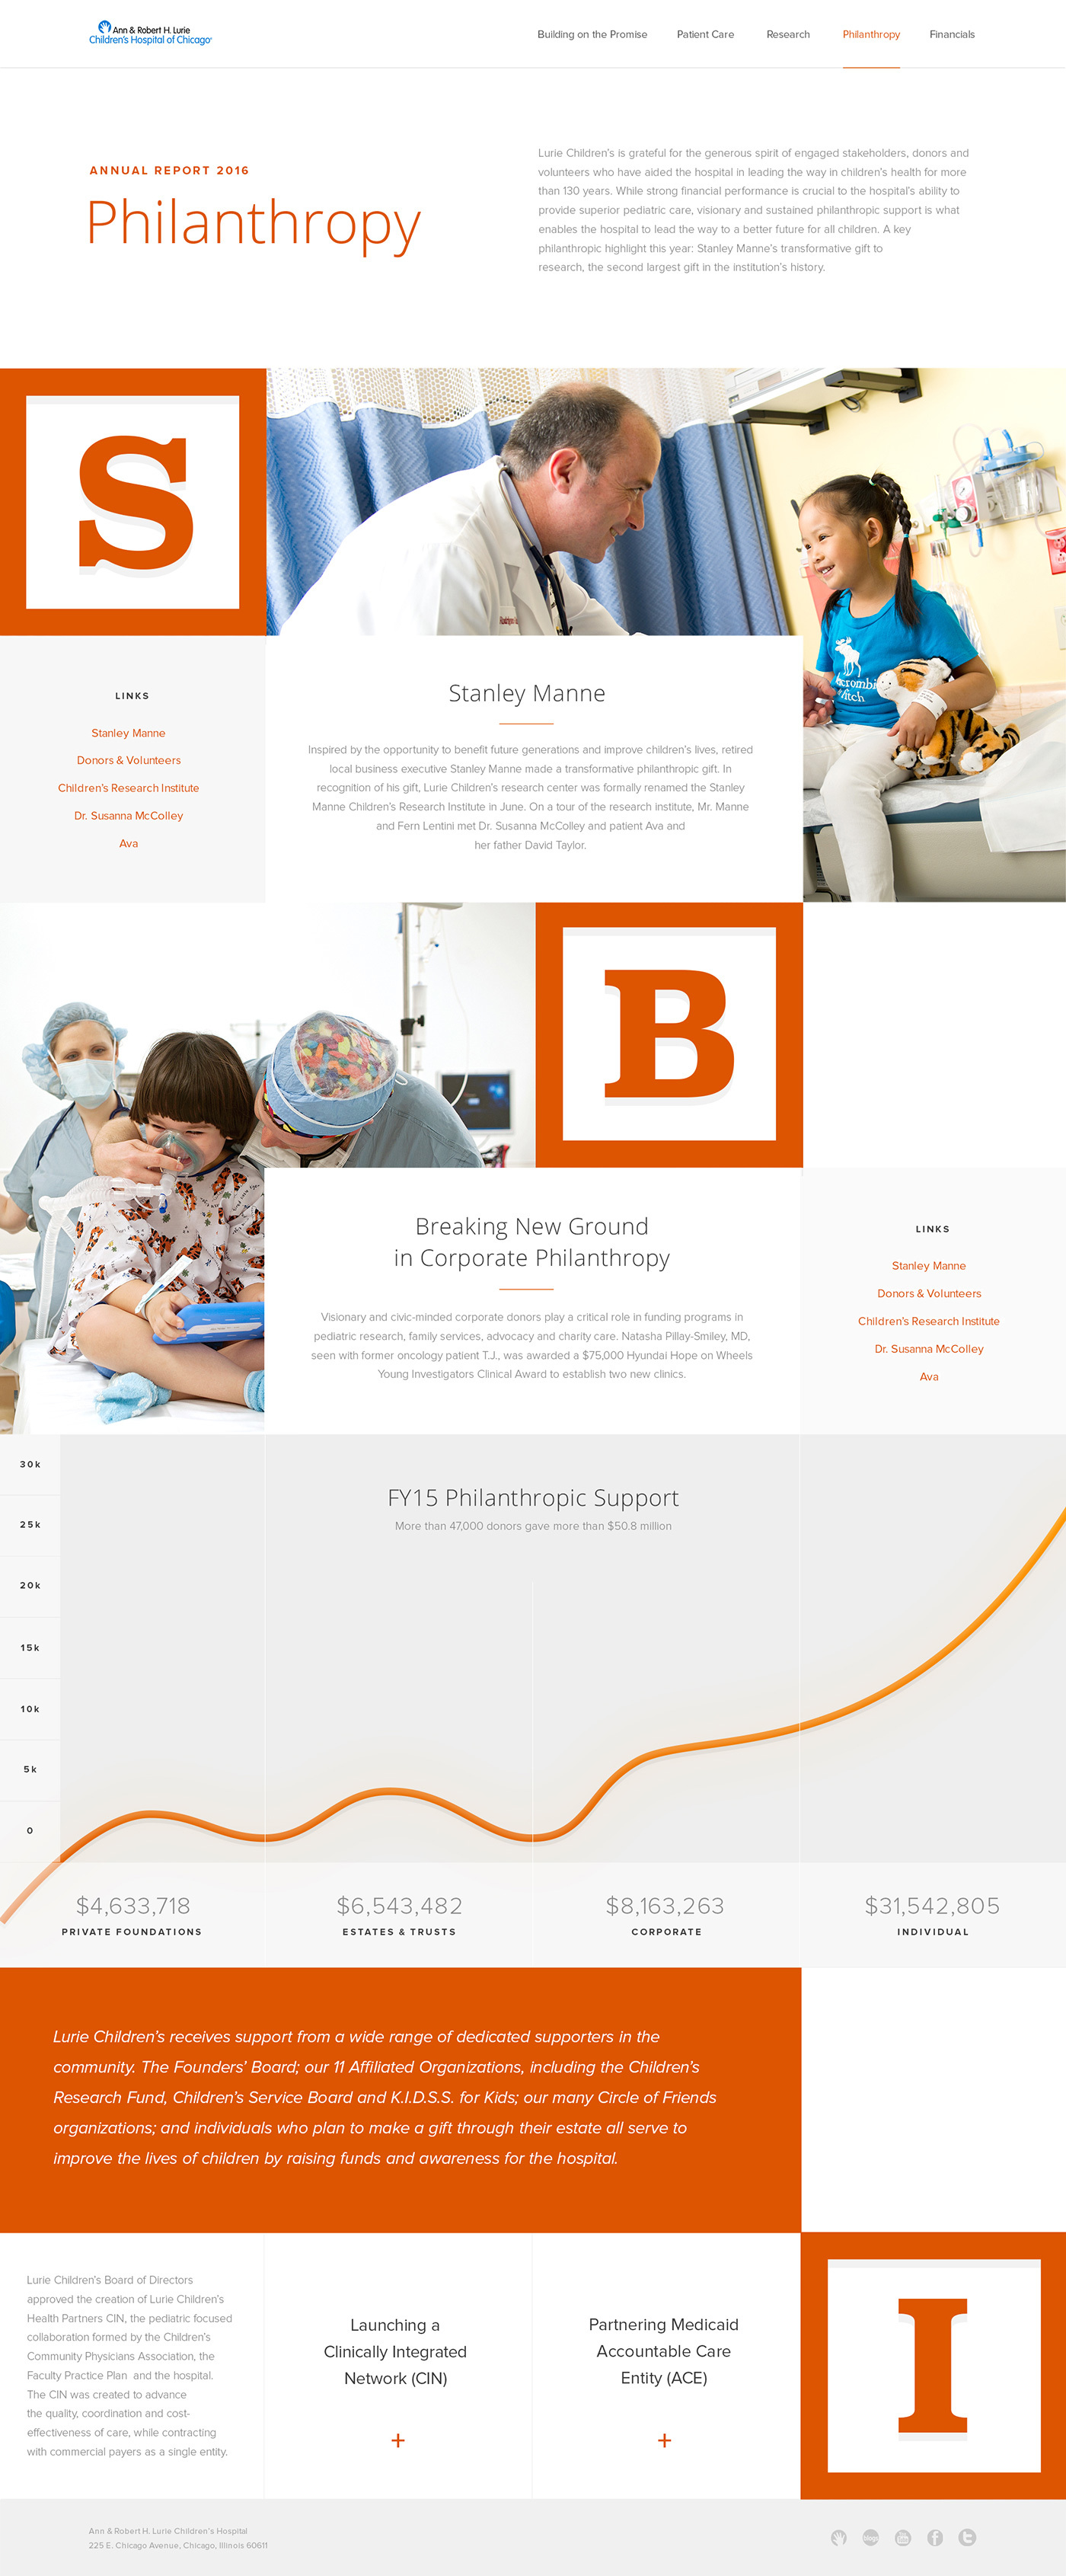 Ann & Robert H. Lurie
Children's Hospital of Chicago
Building on the Promise
Patient Care
Research
Philanthropy
Financials
ANNUAL REPORT 2016
Philanthropy
Lurie Children's is grateful for the generous spirit of engaged stakeholders, donors and
volunteers who have aided the hospital in leading the way in children's health for more
than 130 years. While strong financial performance is crucial to the hospital's ability to
provide superior pediatric care, visionary and sustained philanthropic support is what
enables the hospital to lead the way to a better future for all children. A key
philanthropic highlight this year: Stanley Manne's transformative gift to
research, the second largest gift in the institution's history.
S
LINKS
Stanley Manne
Donors & Volunteers
Children's Research Institute
Dr. Susanna McColley
Ava
Stanley Manne
Inspired by the opportunity to benefit future generations and improve children's lives, retired
local business executive Stanley Manne made a transformative philanthropic gift. In
recognition of his gift, Lurie Children's research center was formally renamed the Stanley
Manne Children's Research Institute in June. On a tour of the research institute, Mr. Manne
and Fern Lentini met Dr. Susanna McColley and patient Ava and
her father David Taylor.
B
Breaking New Ground
in Corporate Philanthropy
Visionary and civic-minded corporate donors play a critical role in funding programs in
pediatric research, family services, advocacy and charity care. Natasha Pillay-Smiley, MD,
seen with former oncology patient T.J., was awarded a $75,000 Hyundai Hope on Wheels
Young Investigators Clinical Award to establish two new clinics.
LINKS
Stanley Manne
Donors & Volunteers
Children's Research Institute
Dr. Susanna McColley
Ava
FY15 Philanthropic Support
More than 47,000 donors gave more than $50.8 million
30k
25k
20k
15k
10k
5k
0
$4,633,718
PRIVATE FOUNDATIONS
$6,543,482
ESTATES & TRUSTS
$8,163,263
CORPORATE
$31,542,805
INDIVIDUAL
Lurie Children's receives support from a wide range of dedicated supporters in the
community. The Founders' Board; our 11 Affiliated Organizations, including the Children's
Research Fund, Children's Service Board and K.I.D.S.S. for Kids; our many Circle of Friends
organizations; and individuals who plan to make a gift through their estate all serve to
improve the lives of children by raising funds and awareness for the hospital.
Lurie Children's Board of Directors
approved the creation of Lurie Children's
Health Partners CIN, the pediatric focused
collaboration formed by the Children's
Community Physicians Association, the
Faculty Practice Plan and the hospital.
The CIN was created to advance
the quality, coordination and cost-
effectiveness of care, while contracting
with commercial payers as a single entity.
Launching a
Clinically Integrated
Network (CIN)
+
Partnering Medicaid
Accountable Care
Entity (ACE)
+
I
Ann & Robert H. Lurie Children's Hospital
225 E. Chicago Avenue, Chicago, Illinois 60611